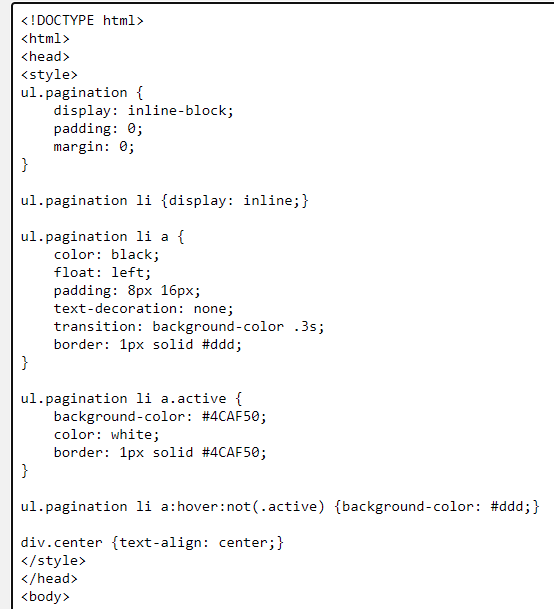 <!DOCTYPE html>
<html>
<head>
<style>
ul.pagination {
    display: inline-block;
    padding: 0;
    margin: 0;
}

ul.pagination li {display: inline;}

ul.pagination li a {
    color: black;
    float: left;
    padding: 8px 16px;
    text-decoration: none;
    transition: background-color .3s;
    border: 1px solid #ddd;
}

ul.pagination li a.active {
    background-color: #4CAF50;
    color: white;
    border: 1px solid #4CAF50;
}

ul.pagination li a:hover:not(.active) {background-color: #ddd;}

div.center {text-align: center;}
</style>
</head>
<body>